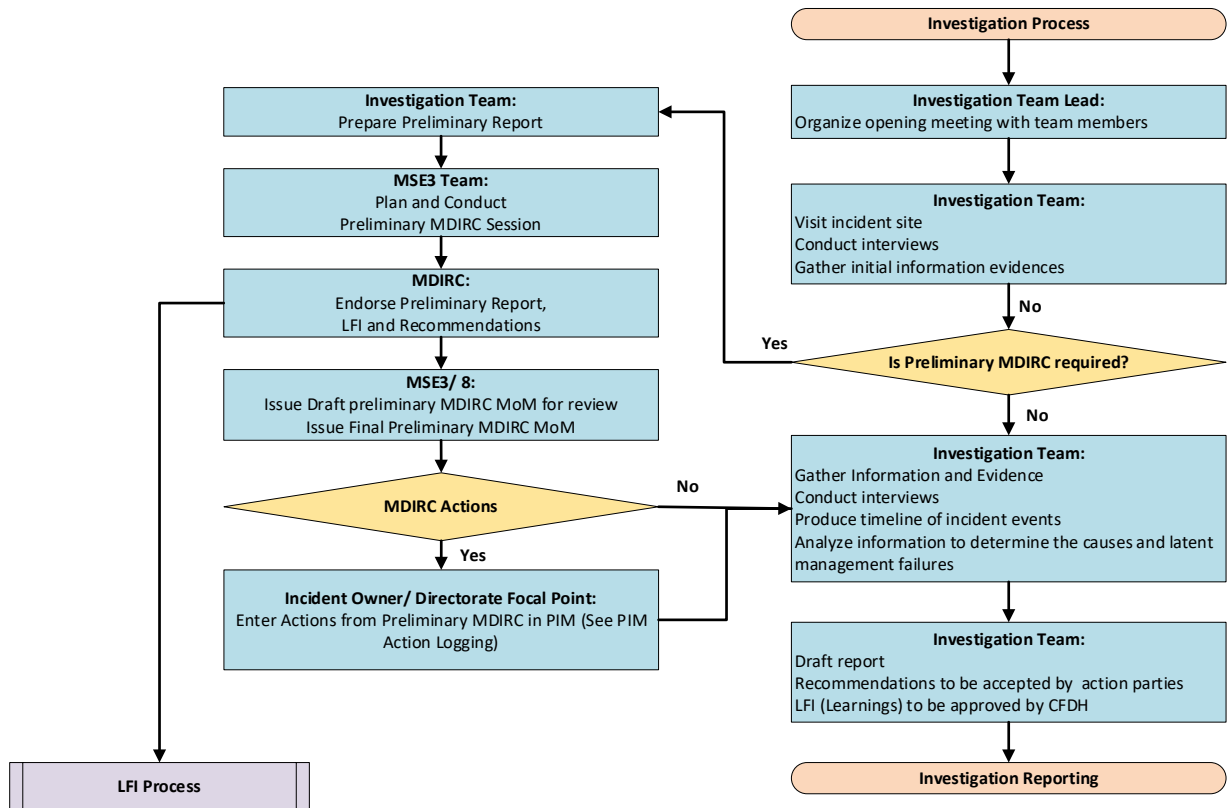 Investigation Process
Investigation Team Lead:
Organize opening meeting with team members
Investigation Team:
Visit incident site
Conduct interviews
Gather initial information evidences
No
Is Preliminary MDIRC required?
Yes
No
Investigation Team:
Prepare Preliminary Report
MSE3 Team:
Plan and Conduct
Preliminary MDIRC Session
MDIRC:
Endorse Preliminary Report,
LFI and Recommendations
MSE3/ 8:
Issue Draft preliminary MDIRC MoM for review
Issue Final Preliminary MDIRC MoM
MDIRC Actions
No
Yes
Incident Owner/ Directorate Focal Point:
Enter Actions from Preliminary MDIRC in PIM (See PIM
Action Logging)
Investigation Team:
Gather Information and Evidence
Conduct interviews
Produce timeline of incident events
Analyze information to determine the causes and latent
management failures
Investigation Team:
Draft report
Recommendations to be accepted by action parties
LFI (Learnings) to be approved by CFDH
LFI Process
Investigation Reporting